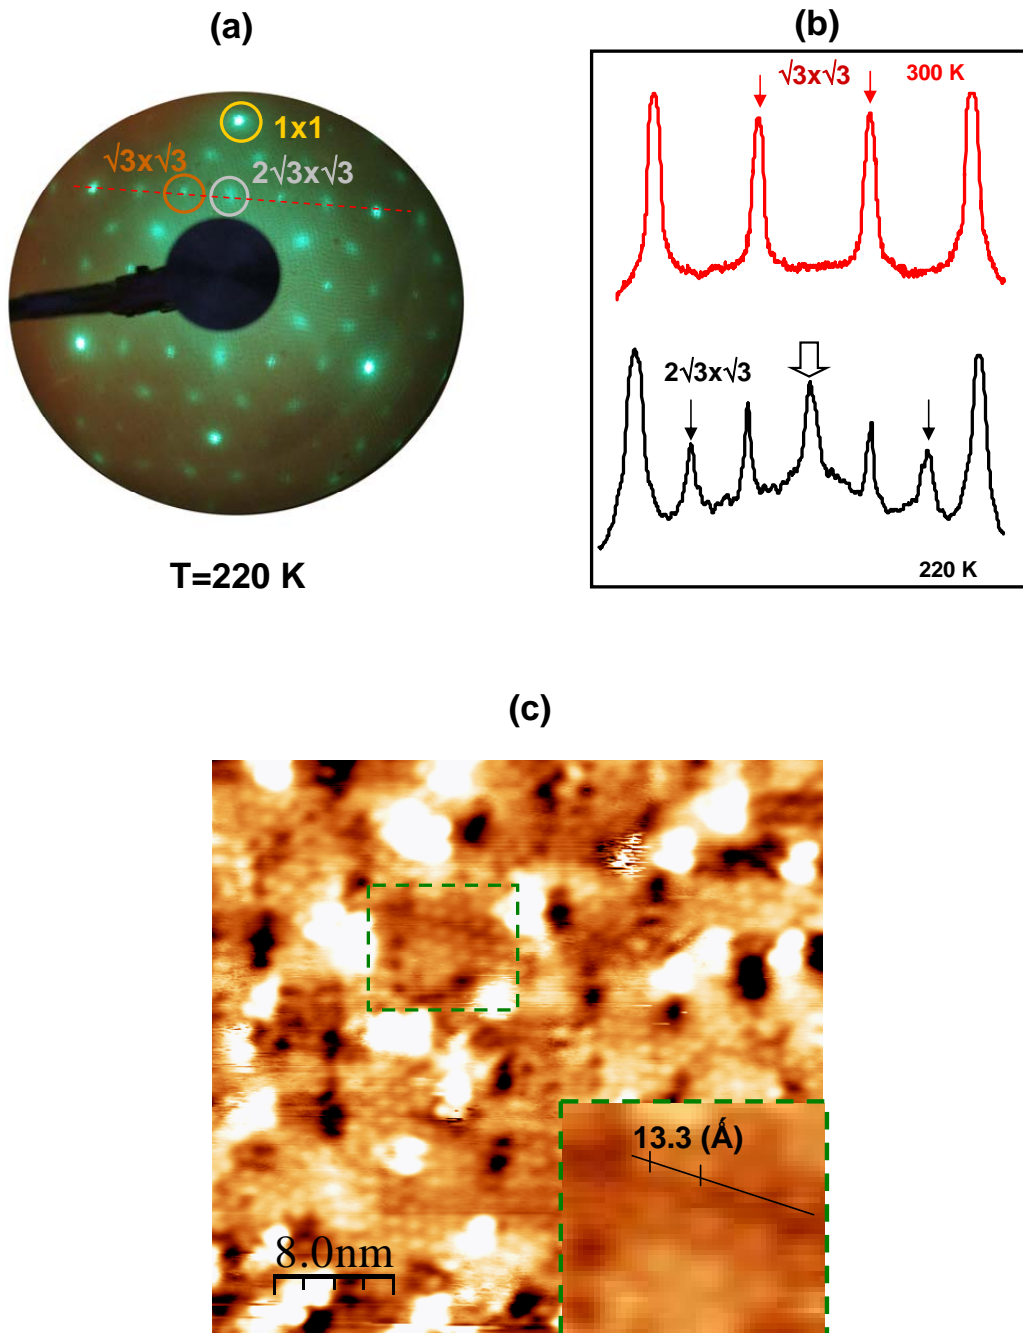 (a)
(b)
1x1
√3x√3
2√3x√3
T=220 K
√3x√3
300 K
2√3x√3
220 K
(c)
13.3 (Ǻ)
8.0nm